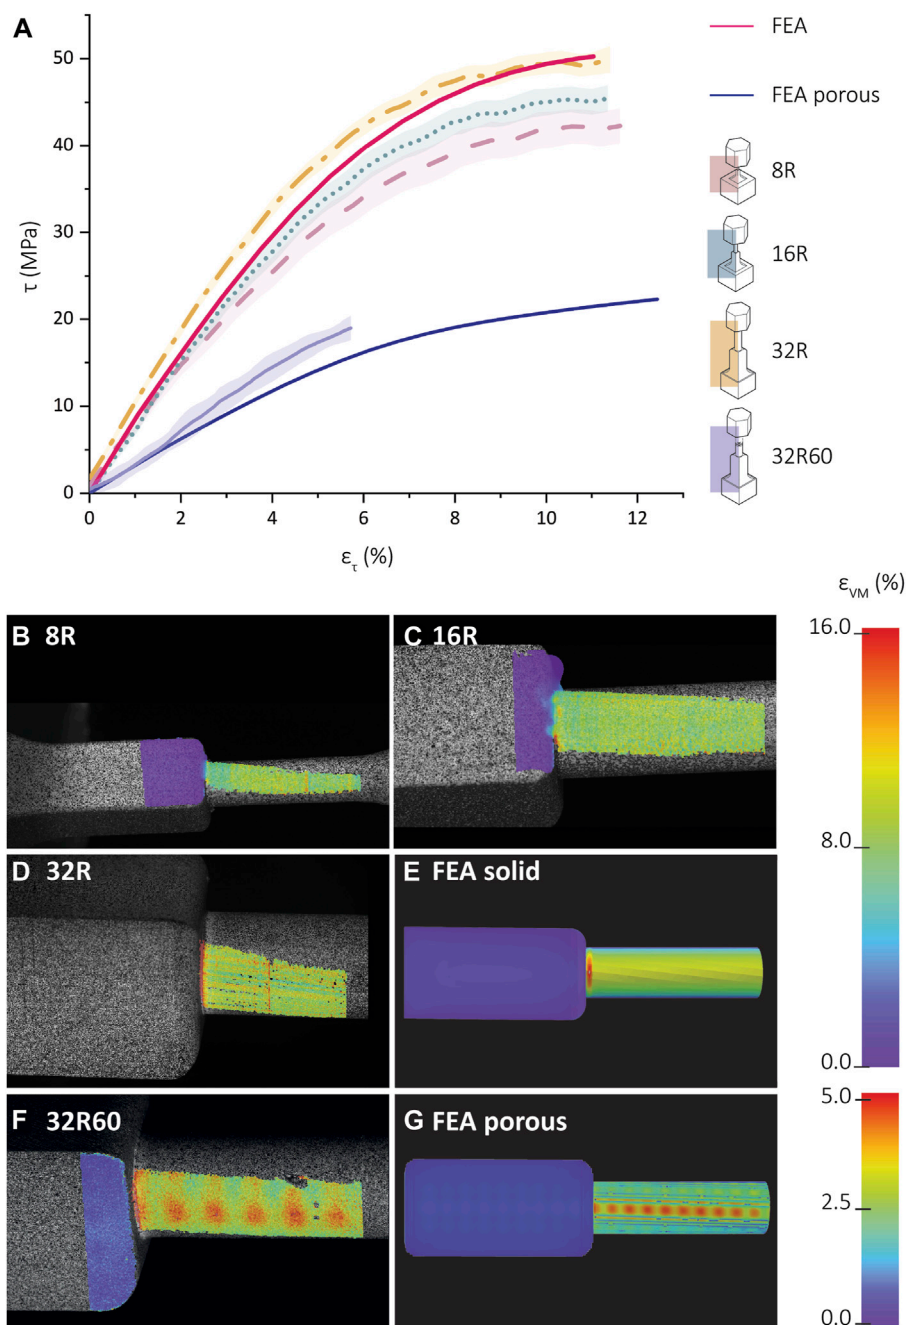 A
τ (MPa)
50
40
30
20
10
0
0 2 4 6 8 10 12
ε_τ (%)
FEA
FEA porous
8R
16R
32R
32R60
ε_VM (%)
B 8R
C 16R
16.0
8.0
0.0
D 32R
E FEA solid
F 32R60
G FEA porous
5.0
2.5
0.0